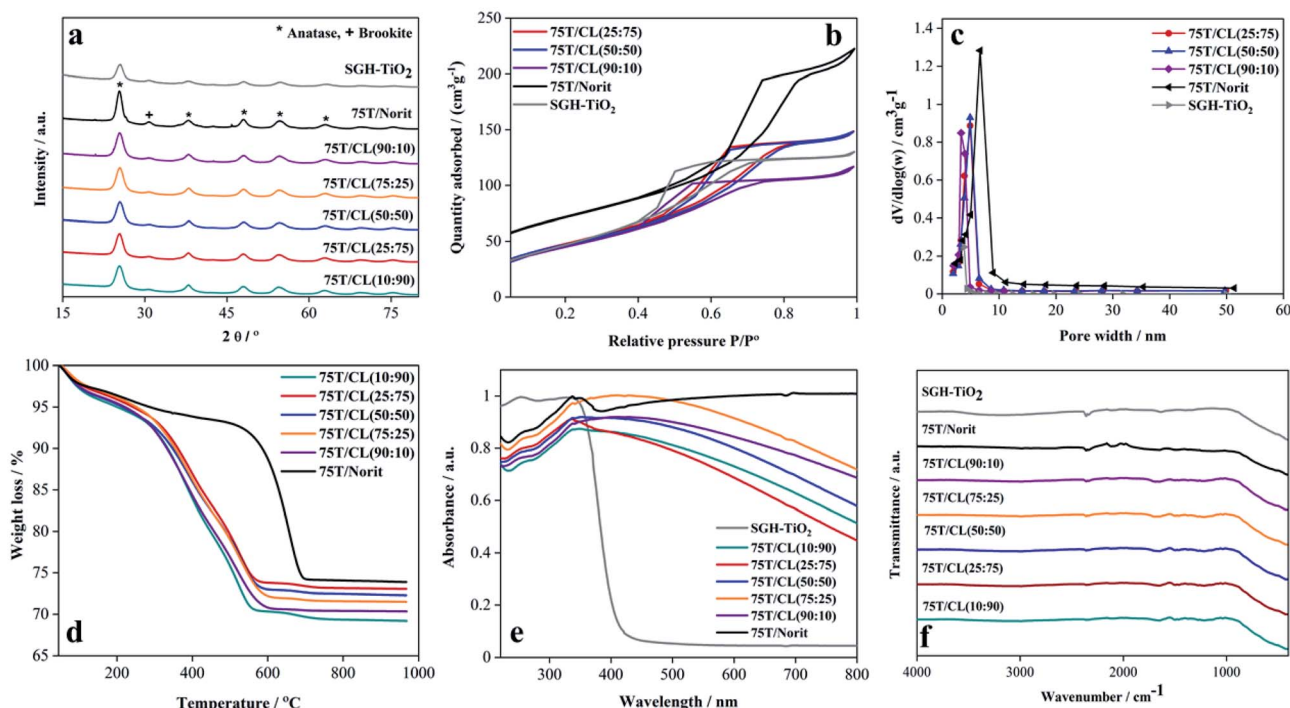 a
* Anatase, + Brookite
SGH-TiO2
*
75T/Norit
+
*
*
*
*
75T/CL(90:10)
75T/CL(75:25)
75T/CL(50:50)
75T/CL(25:75)
75T/CL(10:90)
Intensity / a.u.
15 30 45 60 75
2 θ / º
b
75T/CL(25:75)
75T/CL(50:50)
75T/CL(90:10)
75T/Norit
SGH-TiO2
Quantity adsorbed / (cm3g-1)
250
200
150
100
50
0
0.2 0.4 0.6 0.8 1
Relative pressure P/Pº
c
75T/CL(25:75)
75T/CL(50:50)
75T/CL(90:10)
75T/Norit
SGH-TiO2
dV/dlog(w) / cm3g-1
1.4
1.2
1
0.8
0.6
0.4
0.2
0
0 10 20 30 40 50 60
Pore width / nm
d
75T/CL(10:90)
75T/CL(25:75)
75T/CL(50:50)
75T/CL(75:25)
75T/CL(90:10)
75T/Norit
Weight loss / %
100
95
90
85
80
75
70
65
200 400 600 800 1000
Temperature / ºC
e
SGH-TiO2
75T/CL(10:90)
75T/CL(25:75)
75T/CL(50:50)
75T/CL(75:25)
75T/CL(90:10)
75T/Norit
Absorbance / a.u.
1
0.8
0.6
0.4
0.2
0
300 400 500 600 700 800
Wavelength / nm
f
SGH-TiO2
75T/Norit
75T/CL(90:10)
75T/CL(75:25)
75T/CL(50:50)
75T/CL(25:75)
75T/CL(10:90)
Transmittance / a.u.
4000 3000 2000 1000
Wavenumber / cm-1